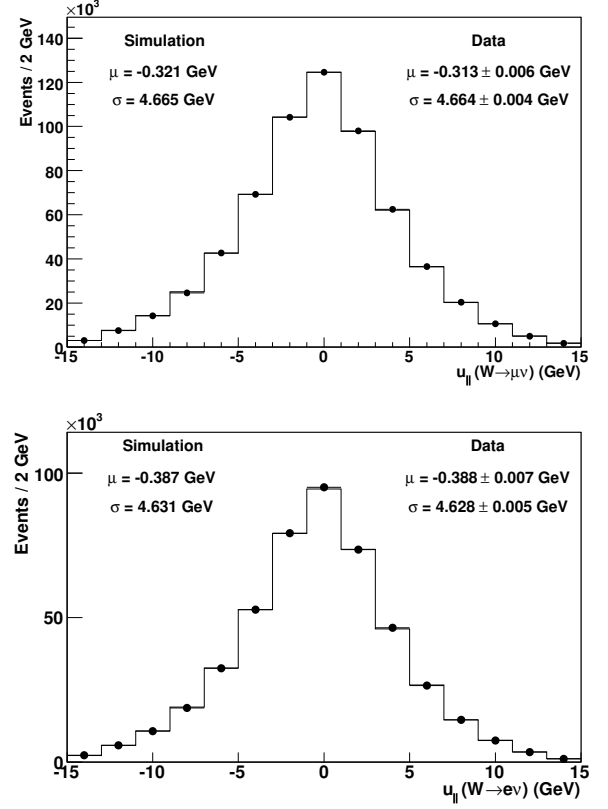 ×10³
Events / 2 GeV
Simulation
Data
μ = -0.321 GeV
μ = -0.313 ± 0.006 GeV
σ = 4.665 GeV
σ = 4.664 ± 0.004 GeV
140
120
100
80
60
40
20
0
-15 -10 -5 0 5 10 15
u||(W→μν) (GeV)
×10³
Events / 2 GeV
Simulation
Data
μ = -0.387 GeV
μ = -0.388 ± 0.007 GeV
σ = 4.631 GeV
σ = 4.628 ± 0.005 GeV
100
50
0
-15 -10 -5 0 5 10 15
u||(W→eν) (GeV)